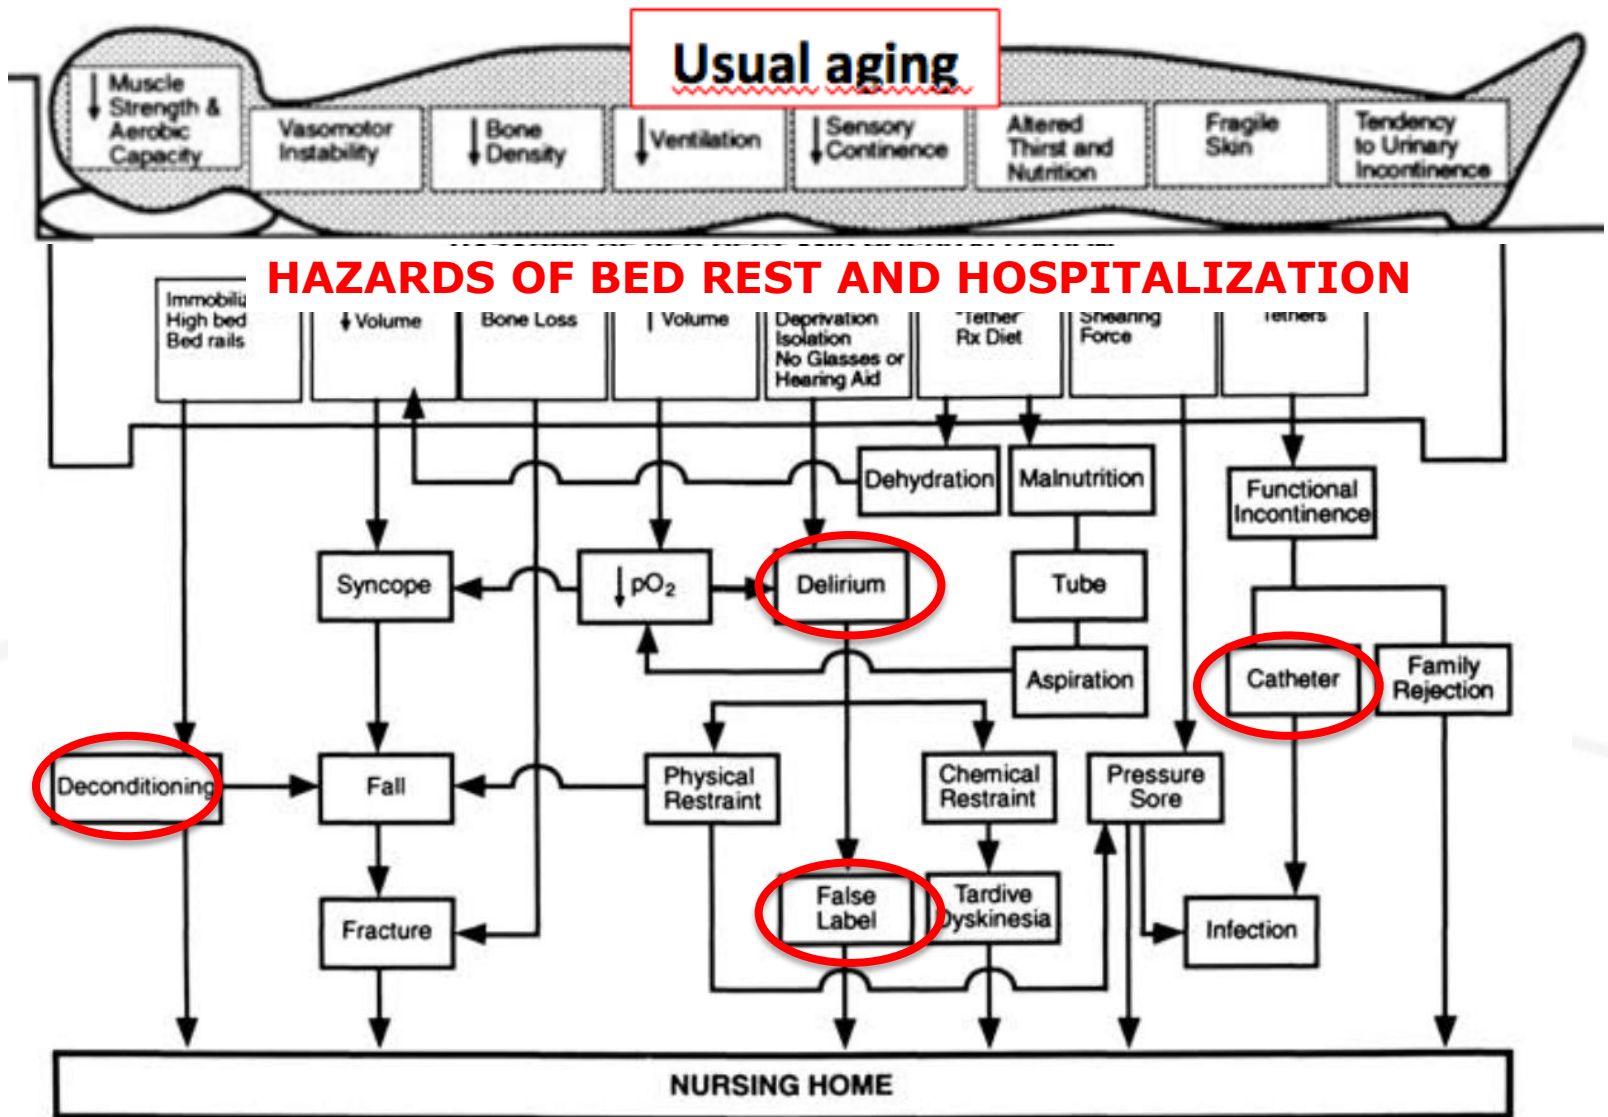 Usual aging
Muscle
Strength &
Aerobic
Capacity
Vasomotor
Instability
Bone
Density
Ventilation
Sensory
Continence
Altered
Thirst and
Nutrition
Fragile
Skin
Tendency
to Urinary
Incontinence
HAZARDS OF BED REST AND HOSPITALIZATION
High bed
Bed rails
Volume
Bone Loss
Volume
Deprivation
Isolation
No Glasses or
Hearing Aid
"Tether"
Rx Diet
Shearing
Force
Tethers
Dehydration
Malnutrition
Functional
Incontinence
Syncope
↓ pO₂
Delirium
Tube
Aspiration
Catheter
Family
Rejection
Deconditioning
Fall
Physical
Restraint
Chemical
Restraint
Pressure
Sore
Fracture
False
Label
Tardive
Dyskinesia
Infection
NURSING HOME